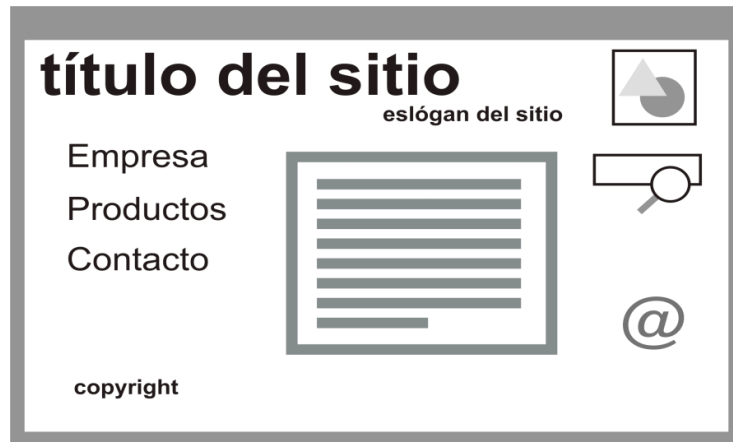 título del sitio
eslógan del sitio
Empresa
Productos
Contacto
@
copyright